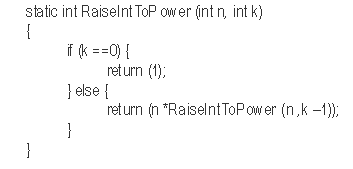 static int RaiseIntToPower (int n, int k)
{
if (k ==0) {
return (1);
} else {
return (n *RaiseIntToPower (n ,k –1));
}
}